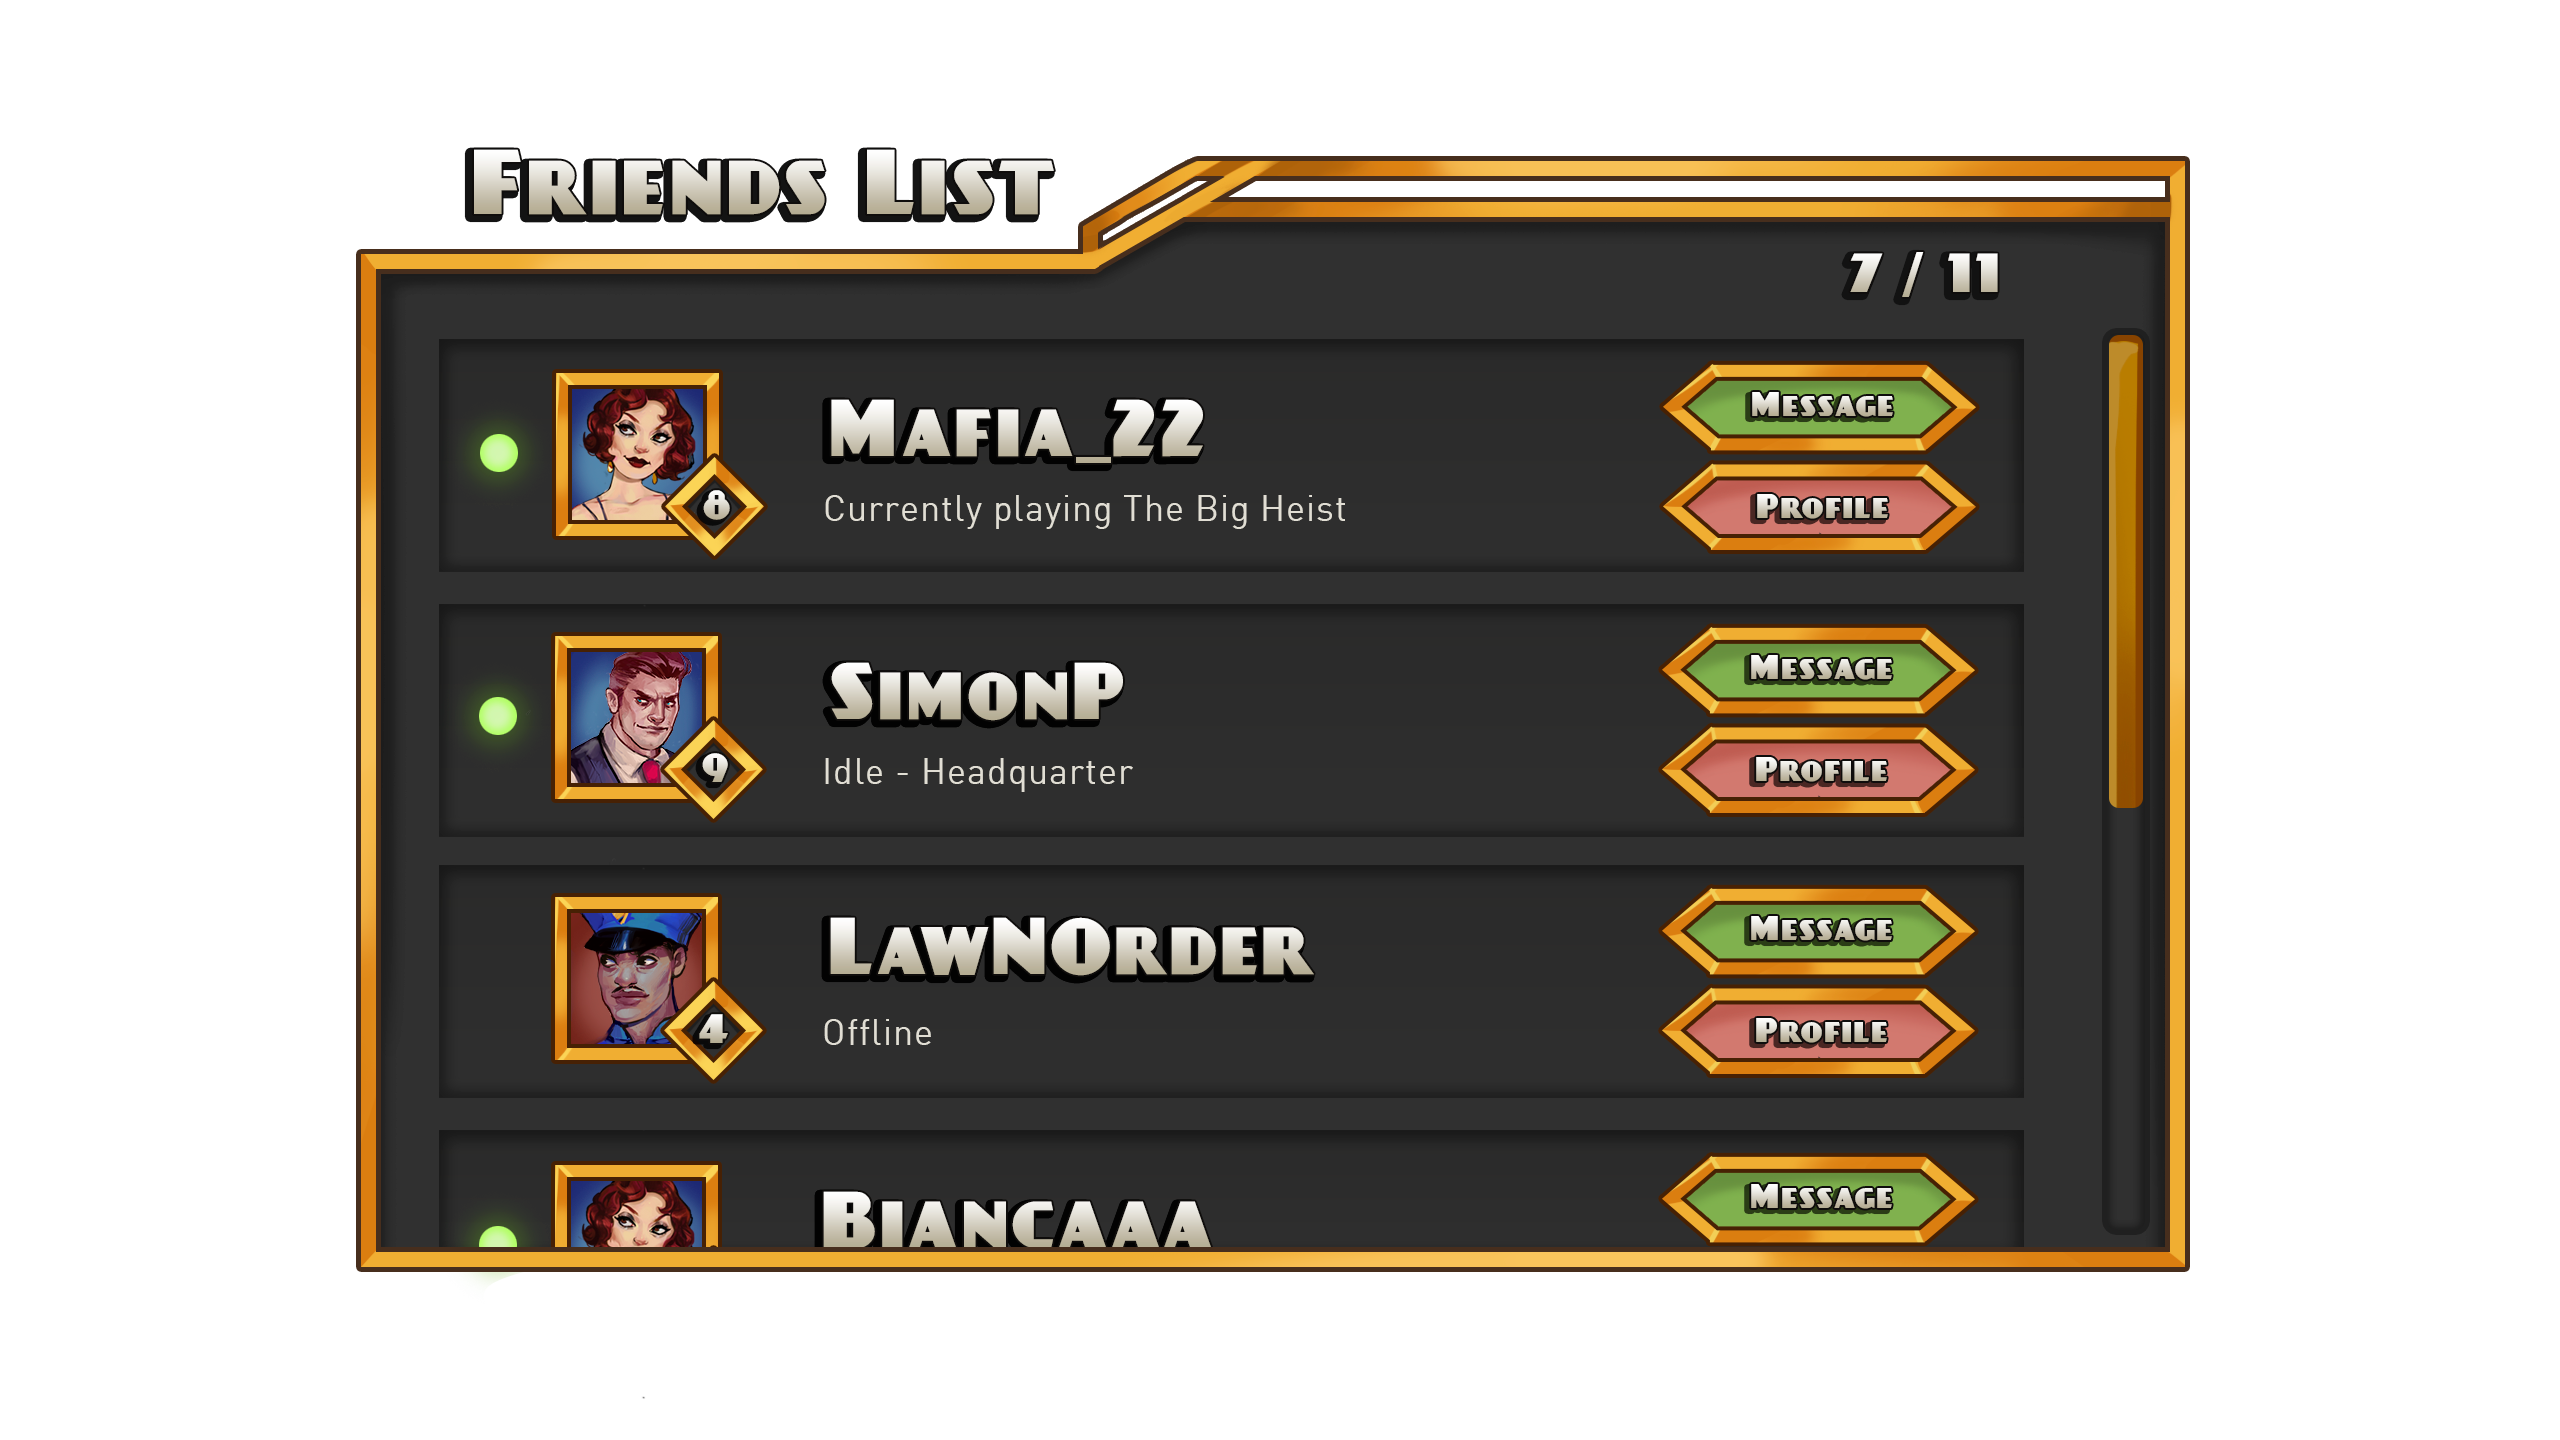 Friends List
7 / 11
Mafia_22
Message
8
Currently playing The Big Heist
Profile
SimonP
Message
9
Idle - Headquarter
Profile
LawNOrder
Message
4
Offline
Profile
Biancaaa
Message